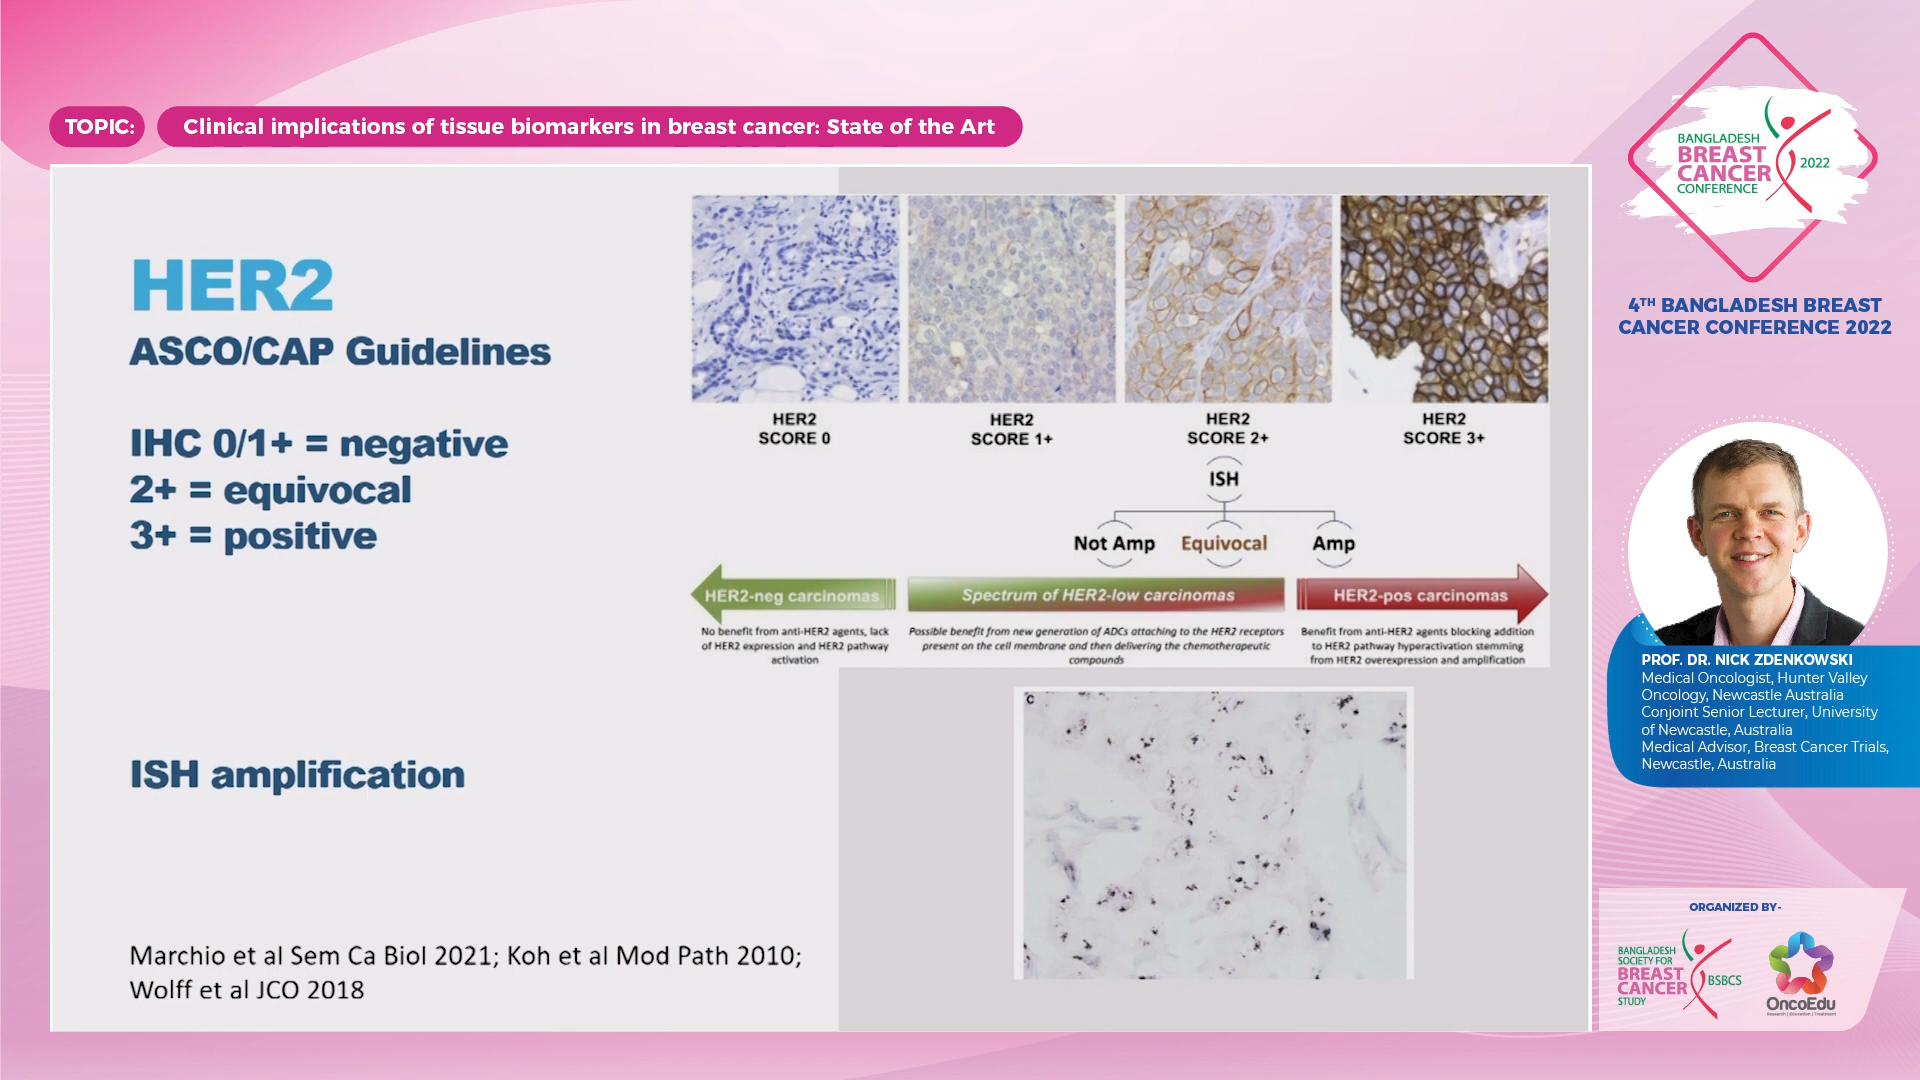 TOPIC:
Clinical implications of tissue biomarkers in breast cancer: State of the Art
HER2
ASCO/CAP Guidelines
IHC 0/1+ = negative
2+ = equivocal
3+ = positive
ISH amplification
Marchio et al Sem Ca Biol 2021; Koh et al Mod Path 2010;
Wolff et al JCO 2018
HER2
SCORE 0
HER2
SCORE 1+
HER2
SCORE 2+
HER2
SCORE 3+
ISH
Not Amp
Equivocal
Amp
HER2-neg carcinomas
Spectrum of HER2-low carcinomas
HER2-pos carcinomas
No benefit from anti-HER2 agents, lack
of HER2 expression and HER2 pathway
activation
Possible benefit from new generation of ADCs attaching to the HER2 receptors
present on the cell membrane and then delivering the chemotherapeutic
compounds
Benefit from anti-HER2 agents blocking addition
to HER2 pathway hyperactivation stemming
from HER2 overexpression and amplification
C
BANGLADESH
BREAST
CANCER
CONFERENCE
2022
4TH BANGLADESH BREAST
CANCER CONFERENCE 2022
PROF. DR. NICK ZDENKOWSKI
Medical Oncologist, Hunter Valley
Oncology, Newcastle Australia
Conjoint Senior Lecturer, University
of Newcastle, Australia
Medical Advisor, Breast Cancer Trials,
Newcastle, Australia
ORGANIZED BY-
BANGLADESH
SOCIETY FOR
BREAST
CANCER
STUDY
BSBCS
OncoEdu
Research | Education | Treatment